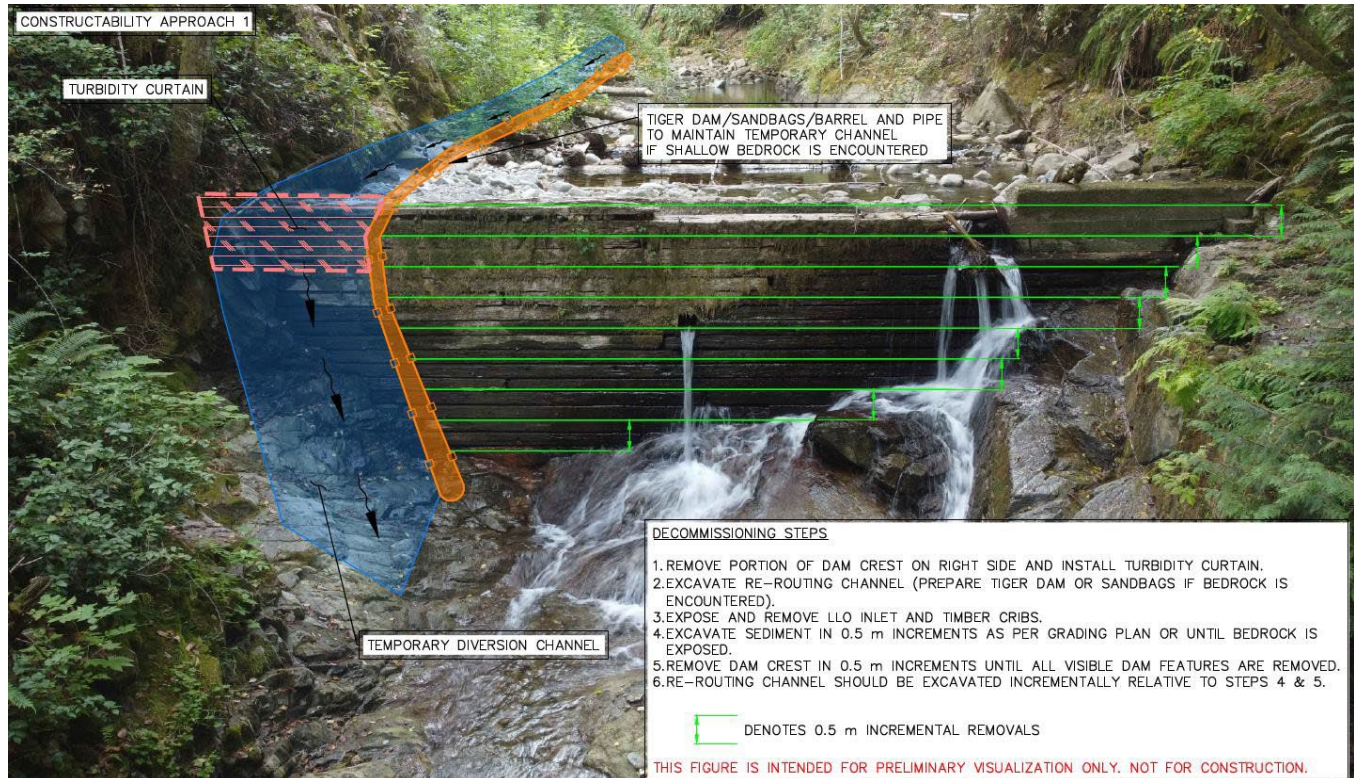 CONSTRUCTABILITY APPROACH 1
TURBIDITY CURTAIN
TIGER DAM/SANDBAGS/BARREL AND PIPE
TO MAINTAIN TEMPORARY CHANNEL
IF SHALLOW BEDROCK IS ENCOUNTERED
TEMPORARY DIVERSION CHANNEL
DECOMMISSIONING STEPS
1. REMOVE PORTION OF DAM CREST ON RIGHT SIDE AND INSTALL TURBIDITY CURTAIN.
2. EXCAVATE RE-ROUTING CHANNEL (PREPARE TIGER DAM OR SANDBAGS IF BEDROCK IS
ENCOUNTERED).
3. EXPOSE AND REMOVE LLO INLET AND TIMBER CRIBS.
4. EXCAVATE SEDIMENT IN 0.5 m INCREMENTS AS PER GRADING PLAN OR UNTIL BEDROCK IS
EXPOSED.
5. REMOVE DAM CREST IN 0.5 m INCREMENTS UNTIL ALL VISIBLE DAM FEATURES ARE REMOVED.
6. RE-ROUTING CHANNEL SHOULD BE EXCAVATED INCREMENTALLY RELATIVE TO STEPS 4 & 5.
DENOTES 0.5 m INCREMENTAL REMOVALS
THIS FIGURE IS INTENDED FOR PRELIMINARY VISUALIZATION ONLY. NOT FOR CONSTRUCTION.